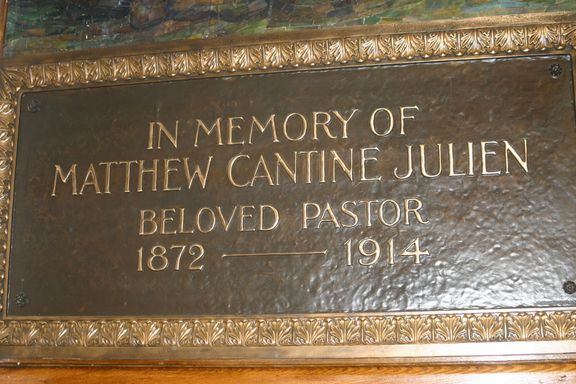 IN MEMORY OF
MATTHEW CANTINE JULIEN
BELOVED PASTOR
1872 — 1914